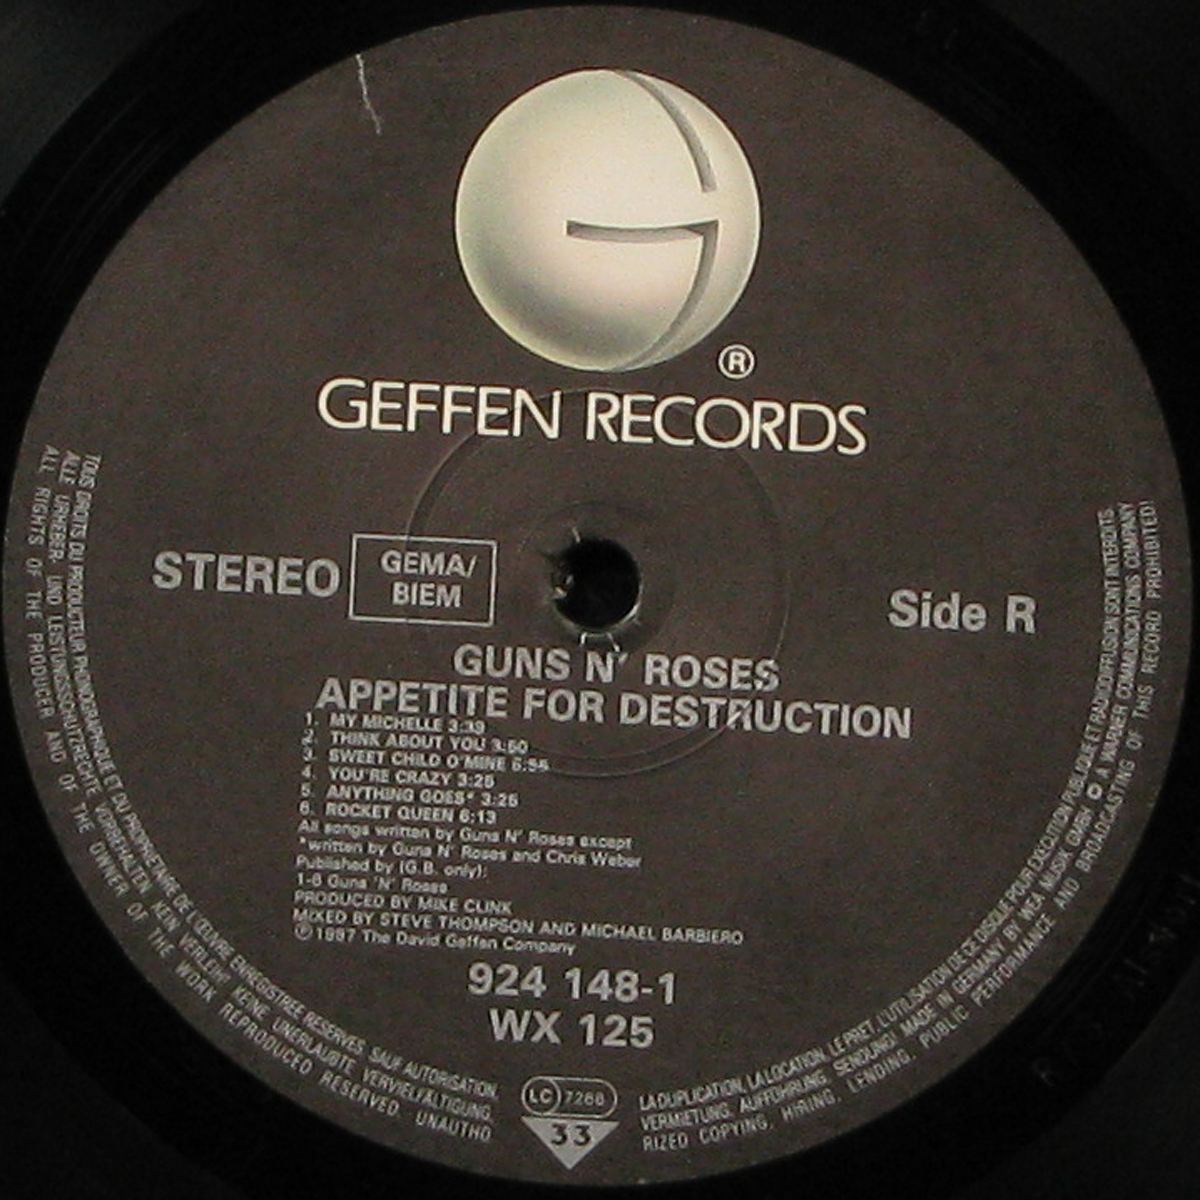 ®
GEFFEN RECORDS
STEREO
GEMA/
BIEM
Side R
GUNS N' ROSES
APPETITE FOR DESTRUCTION
1. MY MICHELLE 3:39
2. THINK ABOUT YOU 3:50
3. SWEET CHILD O'MINE
4. YOU'RE CRAZY 3:25
5. ANYTHING GOES* 3:25
6. ROCKET QUEEN 6:13
All songs written by Guns N' Roses except
*written by Guns N' Roses and Chris Weber
Published by (G.B. only):
1-6 Guns 'N' Roses
PRODUCED BY MIKE CLINK
MIXED BY STEVE THOMPSON AND MICHAEL BARBIERO
℗1987 The David Geffen Company
924 148-1
WX 125
LC 7266
33
TOUS DROITS DU PRODUCTEUR PHONOGRAPHIQUE ET DU PROPRIETAIRE DE L'ŒUVRE ENREGISTREE RESERVES. SAUF AUTORISATION,
LA DUPLICATION, LA LOCATION, LE PRET, L'UTILISATION DE CE DISQUE POUR EXECUTION PUBLIQUE ET RADIODIFFUSION SONT INTERDITS.
ALLE URHEBER- UND LEISTUNGSSCHUTZRECHTE VORBEHALTEN. KEIN VERLEIH! KEINE UNERLAUBTE VERVIELFÄLTIGUNG,
VERMIETUNG, AUFFÜHRUNG, SENDUNG! MADE IN GERMANY BY WEA MUSIK GMBH A WARNER COMMUNICATIONS COMPANY
ALL RIGHTS OF THE PRODUCER AND OF THE OWNER OF THE WORK REPRODUCED RESERVED. UNAUTHO
RIZED COPYING, HIRING, LENDING, PUBLIC PERFORMANCE AND BROADCASTING OF THIS RECORD PROHIBITED!